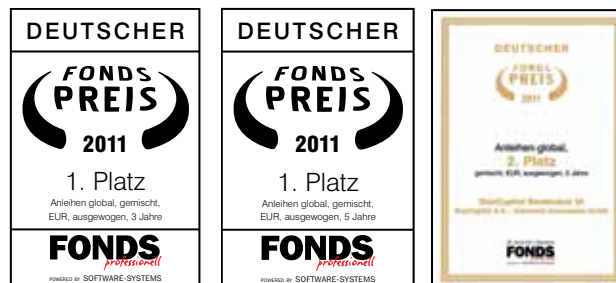 DEUTSCHER
FONDS
PREIS
2011
1. Platz
Anleihen global, gemischt,
EUR, ausgewogen, 3 Jahre
FONDS
professionell
POWERED BY SOFTWARE-SYSTEMS
DEUTSCHER
FONDS
PREIS
2011
1. Platz
Anleihen global, gemischt,
EUR, ausgewogen, 5 Jahre
FONDS
professionell
POWERED BY SOFTWARE-SYSTEMS
DEUTSCHER
FONDS
PREIS
2011
Anleihen global,
2. Platz
gemischt, EUR, ausgewogen, 5 Jahre
FONDS